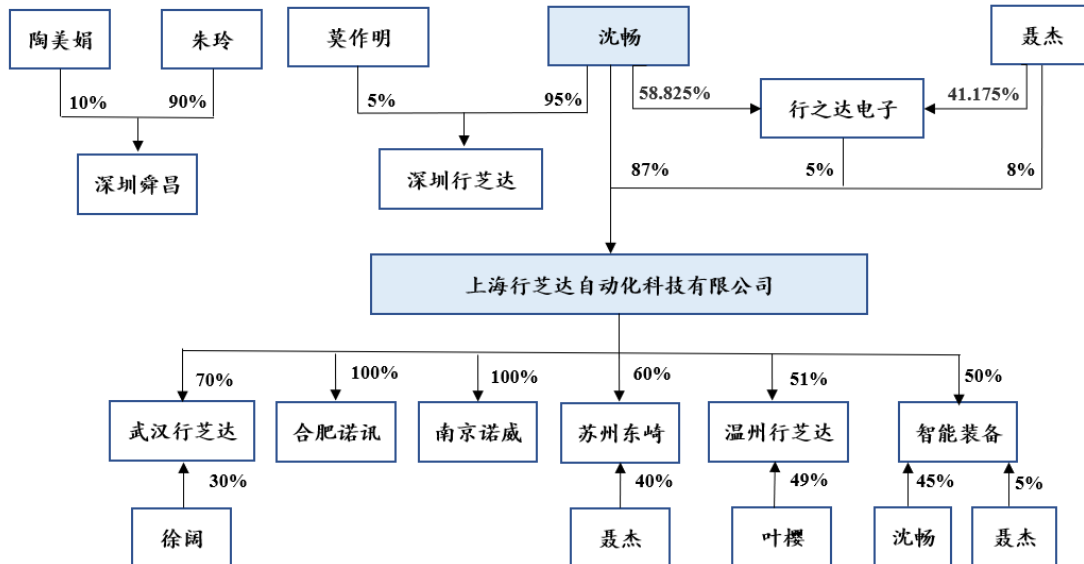 陶美娟
朱玲
莫作明
沈畅
聂杰
10%
90%
5%
95%
58.825%
41.175%
行之达电子
深圳舜昌
深圳行芝达
87%
5%
8%
上海行芝达自动化科技有限公司
70%
100%
100%
60%
51%
50%
武汉行芝达
合肥诺讯
南京诺威
苏州东崎
温州行芝达
智能装备
30%
40%
49%
45%
5%
徐阔
聂杰
叶樱
沈畅
聂杰